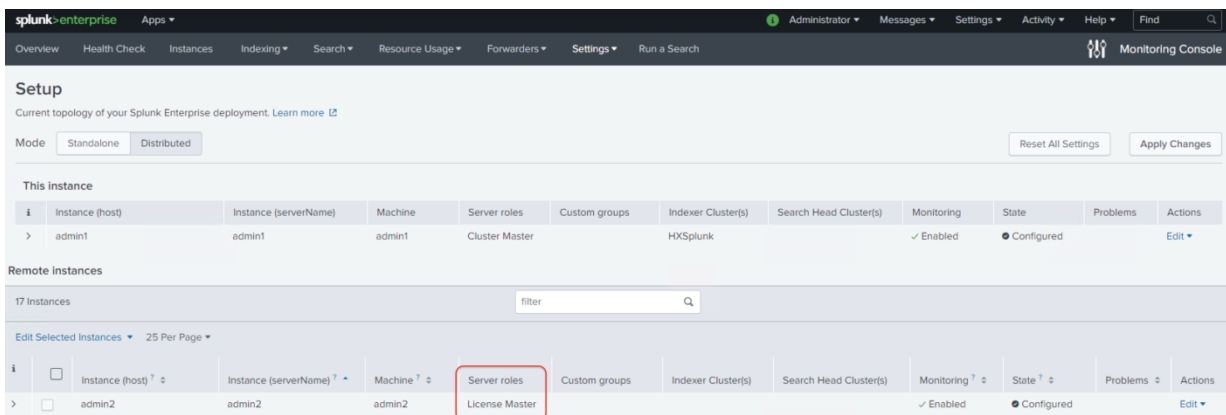 splunk>enterprise Apps Administrator Messages Settings Activity Help Find
Overview Health Check Instances Indexing Search Resource Usage Forwarders Settings Run a Search Monitoring Console
Setup
Current topology of your Splunk Enterprise deployment. Learn more
Mode Standalone Distributed Reset All Settings Apply Changes
This instance
i Instance (host) Instance (serverName) Machine Server roles Custom groups Indexer Cluster(s) Search Head Cluster(s) Monitoring State Problems Actions
> admin1 admin1 admin1 Cluster Master HXSplunk ✓ Enabled Configured Edit
Remote instances
17 Instances filter
Edit Selected Instances 25 Per Page
i Instance (host) ? Instance (serverName) ? Machine ? Server roles Custom groups Indexer Cluster(s) Search Head Cluster(s) Monitoring ? State ? Problems Actions
> admin2 admin2 admin2 License Master ✓ Enabled Configured Edit